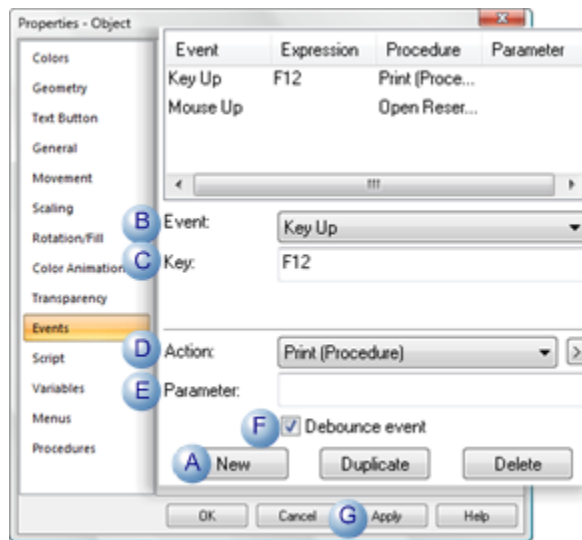 Properties - Object
Colors
Geometry
Text Button
General
Movement
Scaling
Rotation/Fill
Color Animation
Transparency
Events
Script
Variables
Menus
Procedures
Event Expression Procedure Parameter
Key Up F12 Print (Proce...
Mouse Up Open Reser...
B Event: Key Up
C Key: F12
D Action: Print (Procedure) >
E Parameter:
F Debounce event
A New Duplicate Delete
OK Cancel G Apply Help